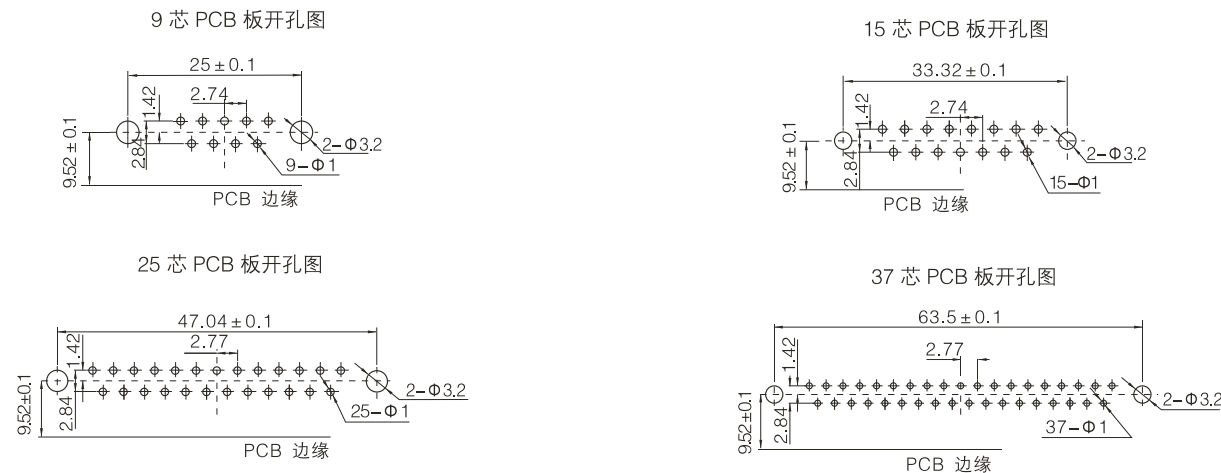 9 芯 PCB 板开孔图
25±0.1
2.74
1.42
2.84
9.52±0.1
2-Φ3.2
9-Φ1
PCB 边缘
15 芯 PCB 板开孔图
33.32±0.1
2.74
1.42
2.84
9.52±0.1
2-Φ3.2
15-Φ1
PCB 边缘
25 芯 PCB 板开孔图
47.04±0.1
2.77
1.42
2.84
9.52±0.1
2-Φ3.2
25-Φ1
PCB 边缘
37 芯 PCB 板开孔图
63.5±0.1
2.77
1.42
2.84
9.52±0.1
2-Φ3.2
37-Φ1
PCB 边缘